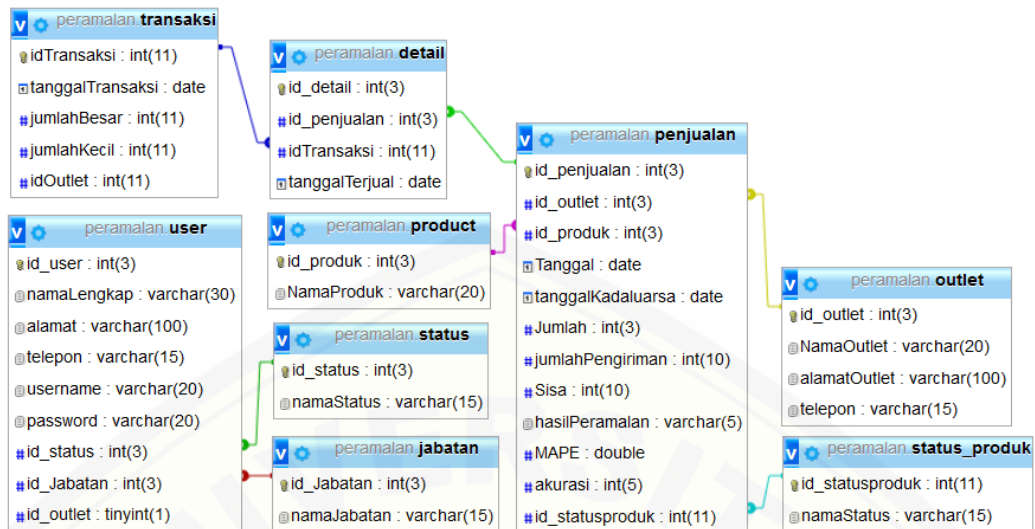 peramalan.transaksi
idTransaksi : int(11)
tanggalTransaksi : date
jumlahBesar : int(11)
jumlahKecil : int(11)
idOutlet : int(11)
peramalan.detail
id_detail : int(3)
id_penjualan : int(3)
idTransaksi : int(11)
tanggalTerjual : date
peramalan.penjualan
id_penjualan : int(3)
id_outlet : int(3)
id_produk : int(3)
Tanggal : date
tanggalKadaluarsa : date
Jumlah : int(3)
jumlahPengiriman : int(10)
Sisa : int(10)
hasilPeramalan : varchar(5)
MAPE : double
akurasi : int(5)
id_statusproduk : int(11)
peramalan.user
id_user : int(3)
namaLengkap : varchar(30)
alamat : varchar(100)
telepon : varchar(15)
username : varchar(20)
password : varchar(20)
id_status : int(3)
id_Jabatan : int(3)
id_outlet : tinyint(1)
peramalan.product
id_produk : int(3)
NamaProduk : varchar(20)
peramalan.status
id_status : int(3)
namaStatus : varchar(15)
peramalan.jabatan
id_Jabatan : int(3)
namaJabatan : varchar(15)
peramalan.outlet
id_outlet : int(3)
NamaOutlet : varchar(20)
alamatOutlet : varchar(100)
telepon : varchar(15)
peramalan.status_produk
id_statusproduk : int(11)
namaStatus : varchar(15)